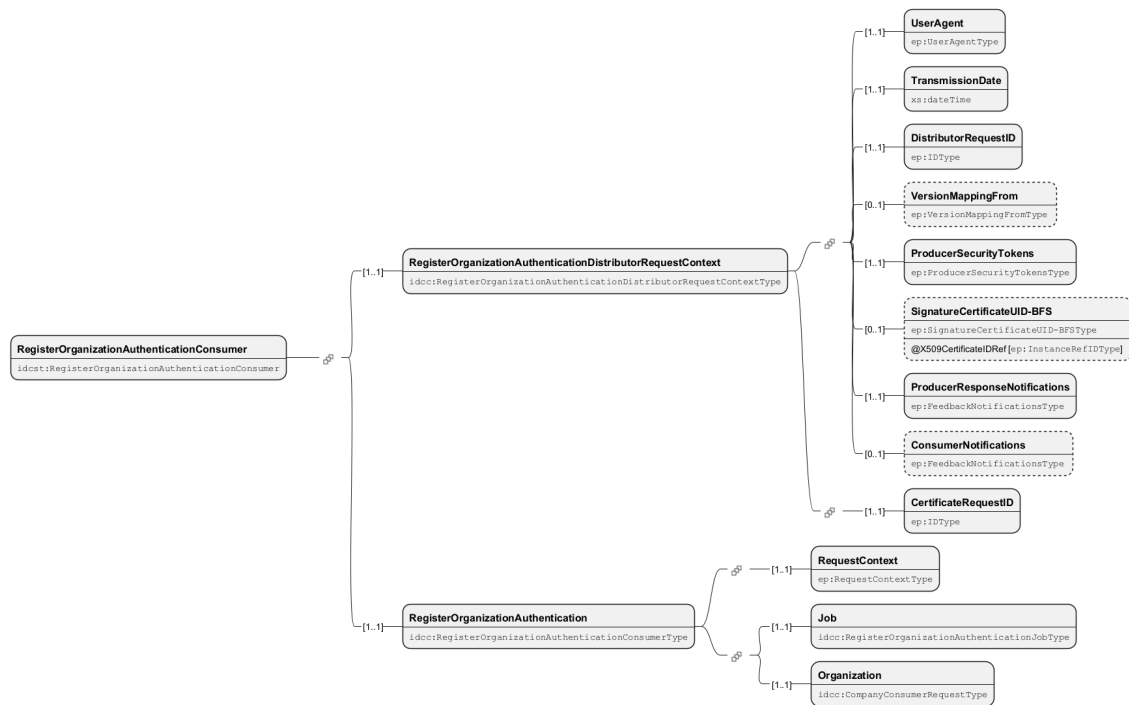 [1..1]
UserAgent
ep:UserAgentType
[1..1]
TransmissionDate
xs:dateTime
[1..1]
DistributorRequestID
ep:IDType
[0..1]
VersionMappingFrom
ep:VersionMappingFromType
[1..1]
RegisterOrganizationAuthenticationDistributorRequestContext
idcc:RegisterOrganizationAuthenticationDistributorRequestContextType
[1..1]
ProducerSecurityTokens
ep:ProducerSecurityTokensType
[0..1]
SignatureCertificateUID-BFS
ep:SignatureCertificateUID-BFSType
@X509CertificateIDRef [ep:InstanceRefIDType]
RegisterOrganizationAuthenticationConsumer
idcst:RegisterOrganizationAuthenticationConsumer
[1..1]
ProducerResponseNotifications
ep:FeedbackNotificationsType
[0..1]
ConsumerNotifications
ep:FeedbackNotificationsType
[1..1]
CertificateRequestID
ep:IDType
[1..1]
RequestContext
ep:RequestContextType
[1..1]
RegisterOrganizationAuthentication
idcc:RegisterOrganizationAuthenticationConsumerType
[1..1]
Job
idcc:RegisterOrganizationAuthenticationJobType
[1..1]
Organization
idcc:CompanyConsumerRequestType